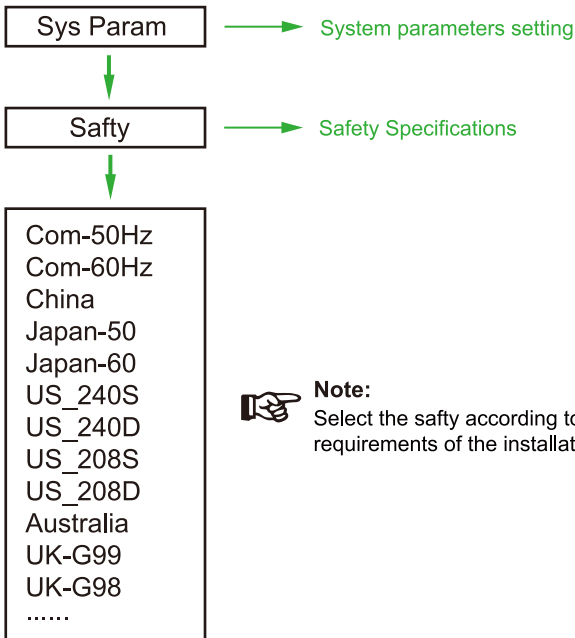 Sys Param
System parameters setting
Safty
Safety Specifications
Com-50Hz
Com-60Hz
China
Japan-50
Japan-60
US_240S
US_240D
US_208S
US_208D
Australia
UK-G99
UK-G98
......
Note:
Select the safty according to
requirements of the